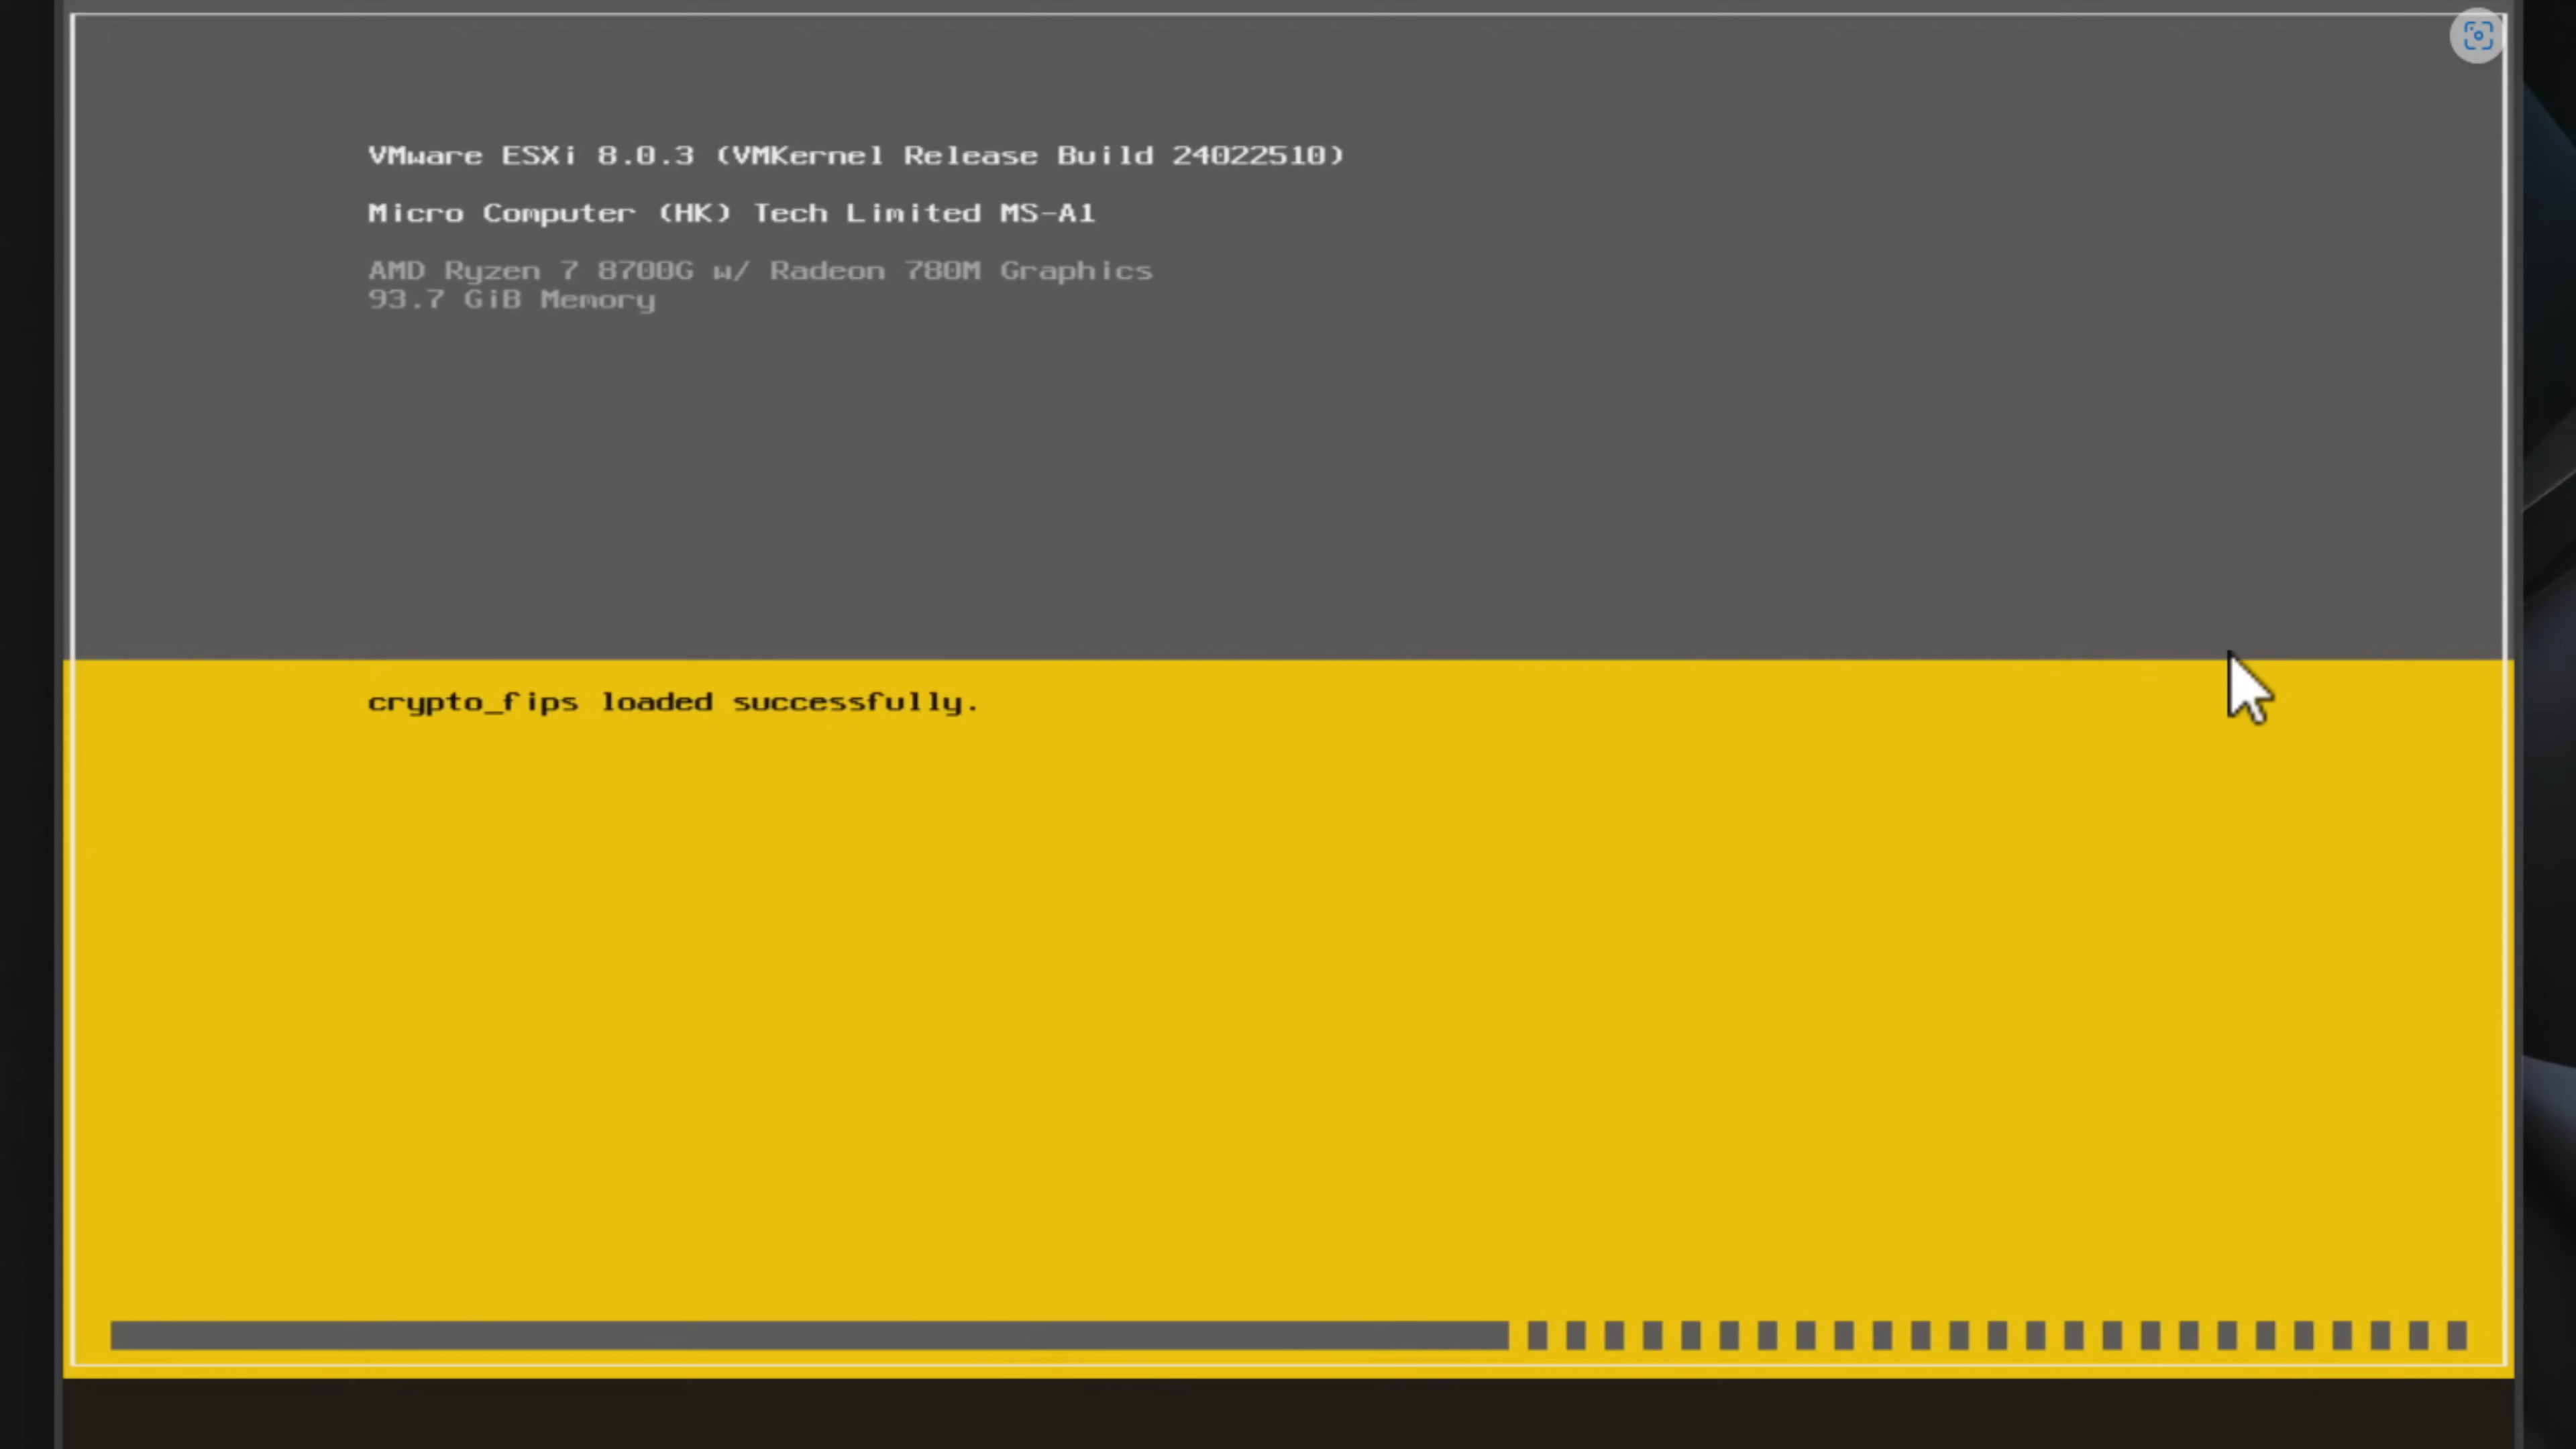 VMware ESXi 8.0.3 (VMKernel Release Build 24022510)
Micro Computer (HK) Tech Limited MS-A1
AMD Ryzen 7 8700G w/ Radeon 780M Graphics
93.7 GiB Memory
crypto_fips loaded successfully.